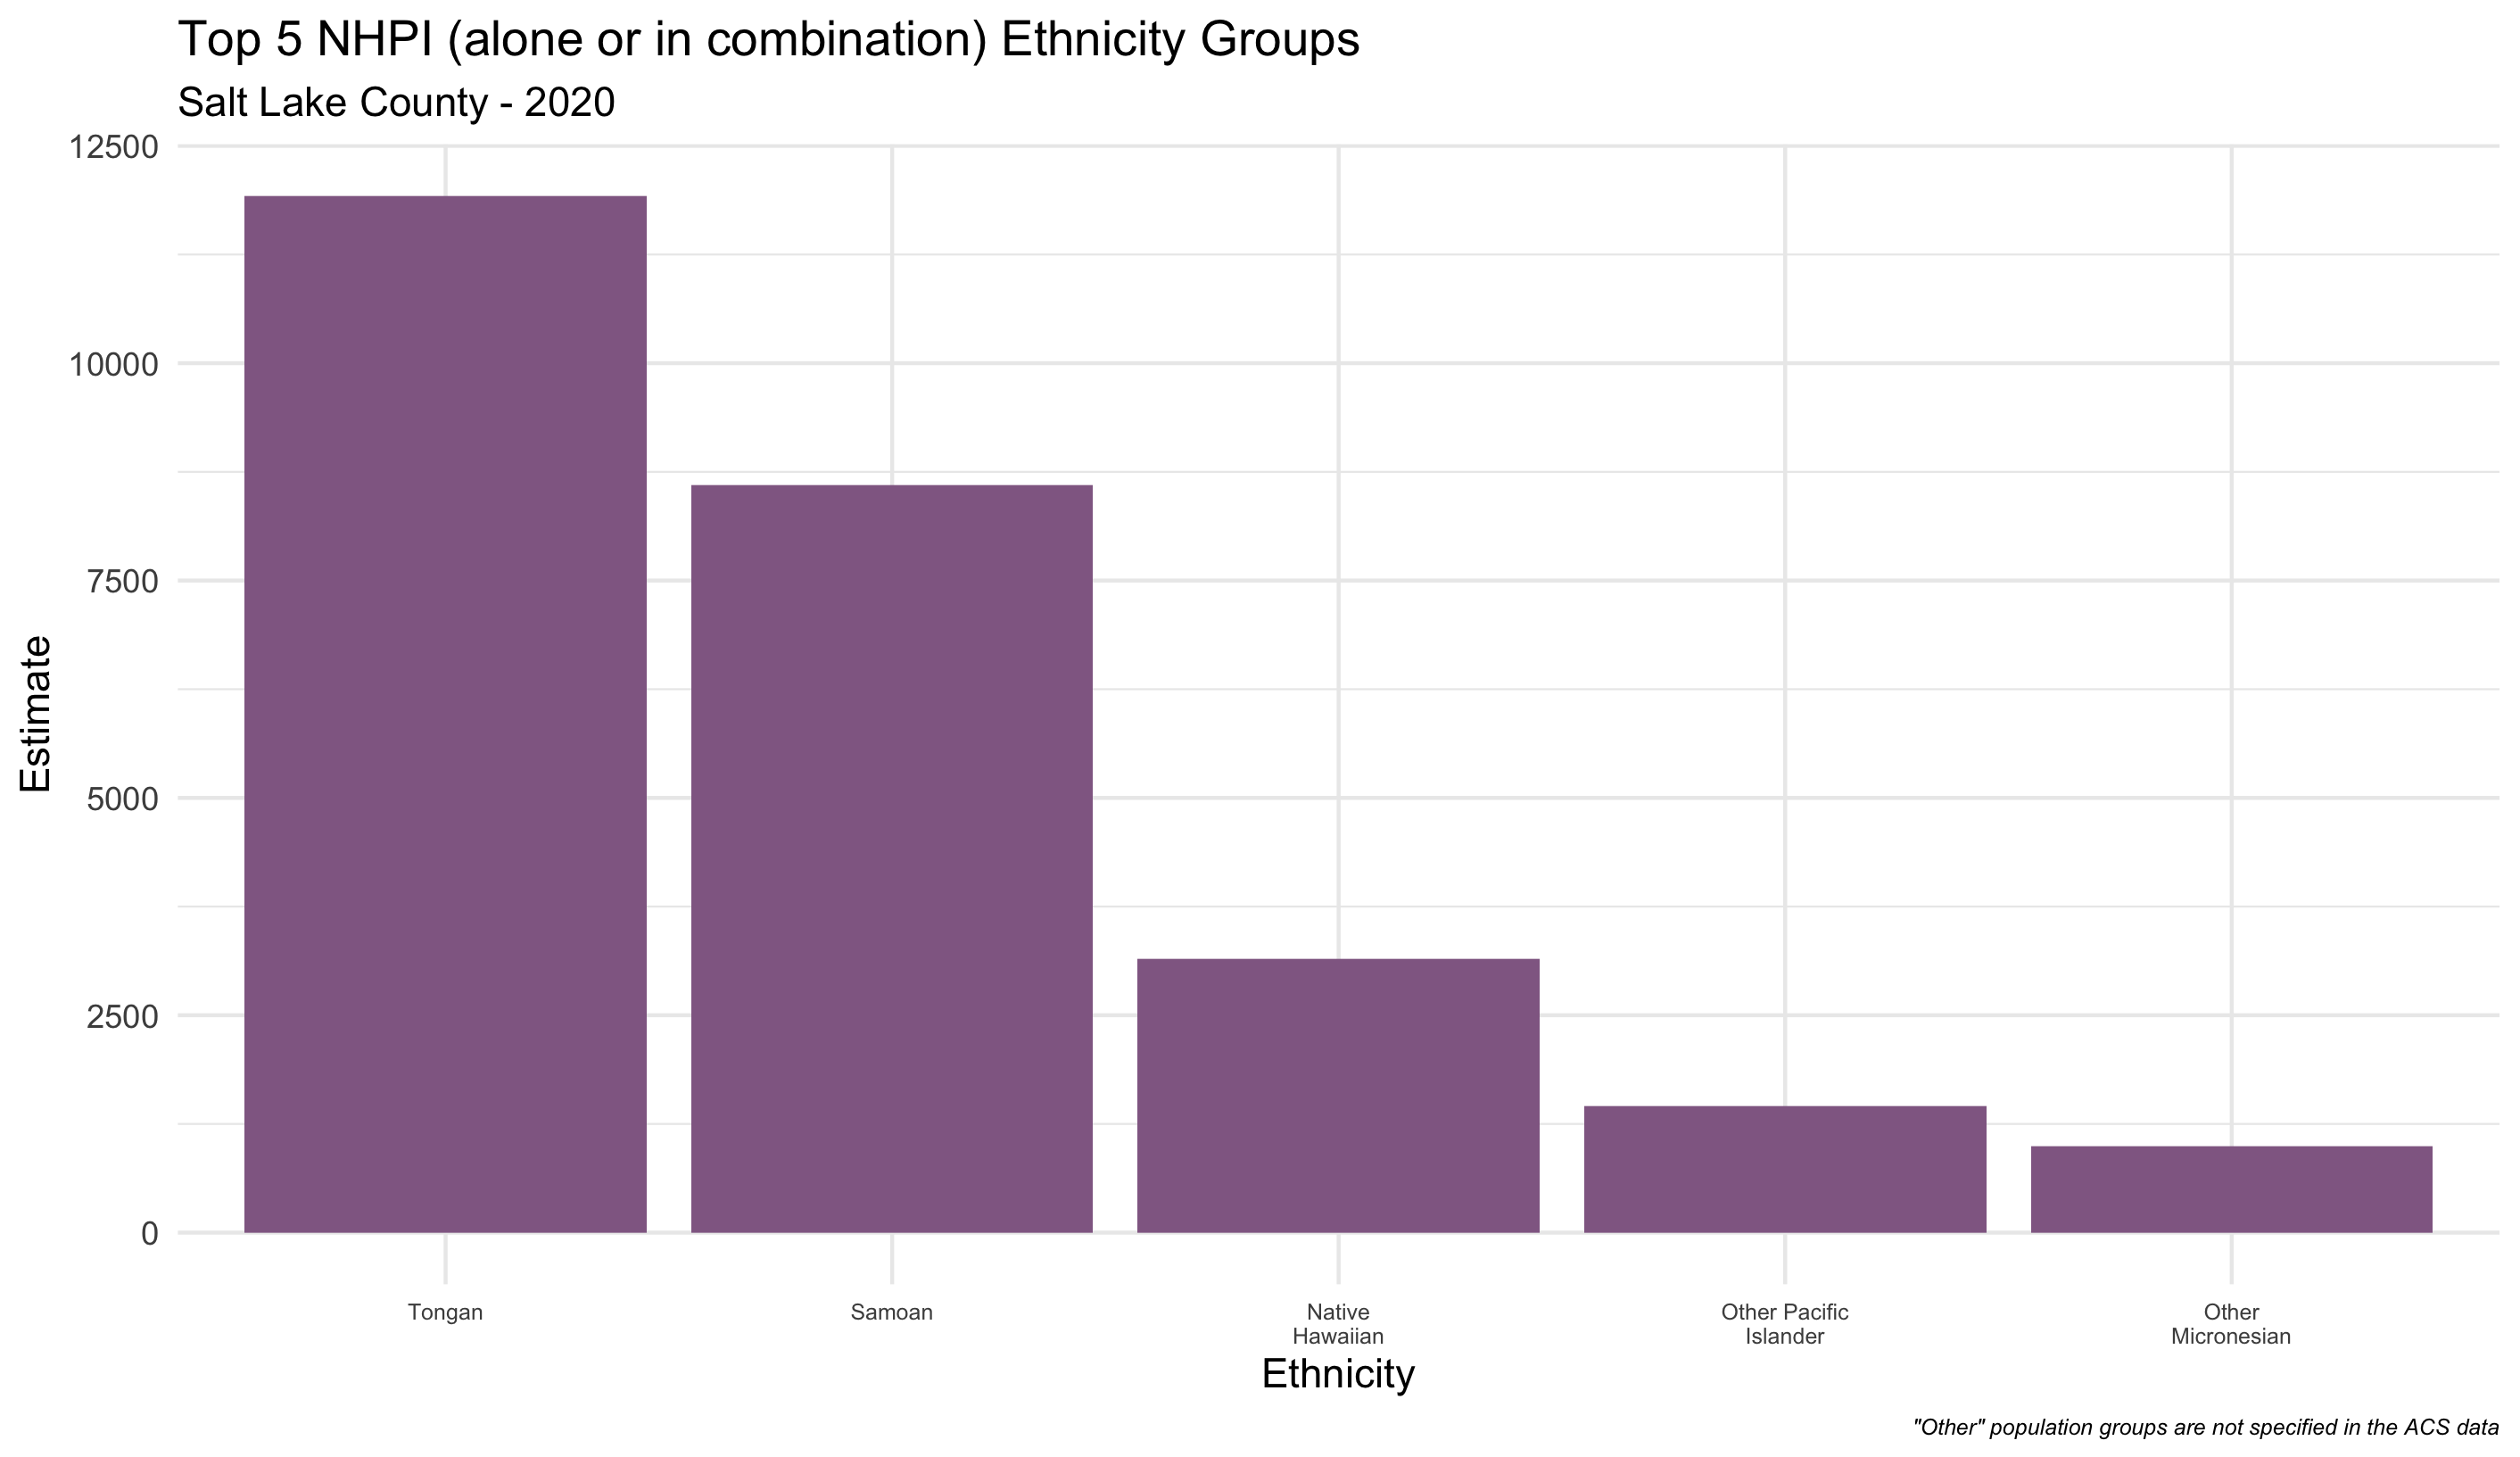 Top 5 NHPI (alone or in combination) Ethnicity Groups
Salt Lake County - 2020
12500
10000
7500
5000
2500
0
Estimate
Tongan
Samoan
Native
Hawaiian
Other Pacific
Islander
Other
Micronesian
Ethnicity
"Other" population groups are not specified in the ACS data